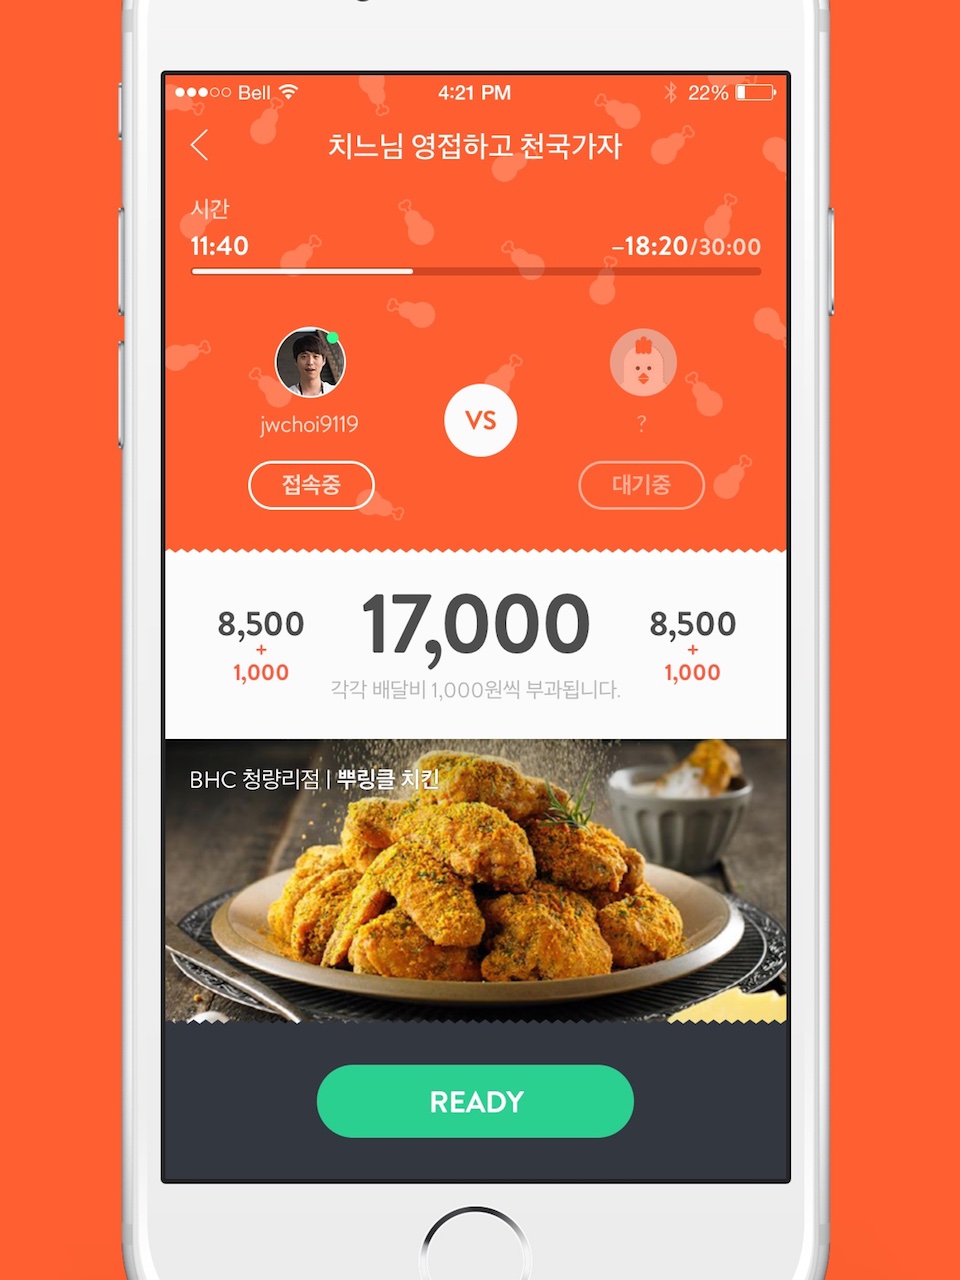 Bell 4:21 PM 22%
치느님 영접하고 천국가자
시간
11:40 –18:20/30:00
jwchoi9119 VS ?
접속중 대기중
8,500 17,000 8,500
+ +
1,000 1,000
각각 배달비 1,000원씩 부과됩니다.
BHC 청량리점 | 뿌링클 치킨
READY